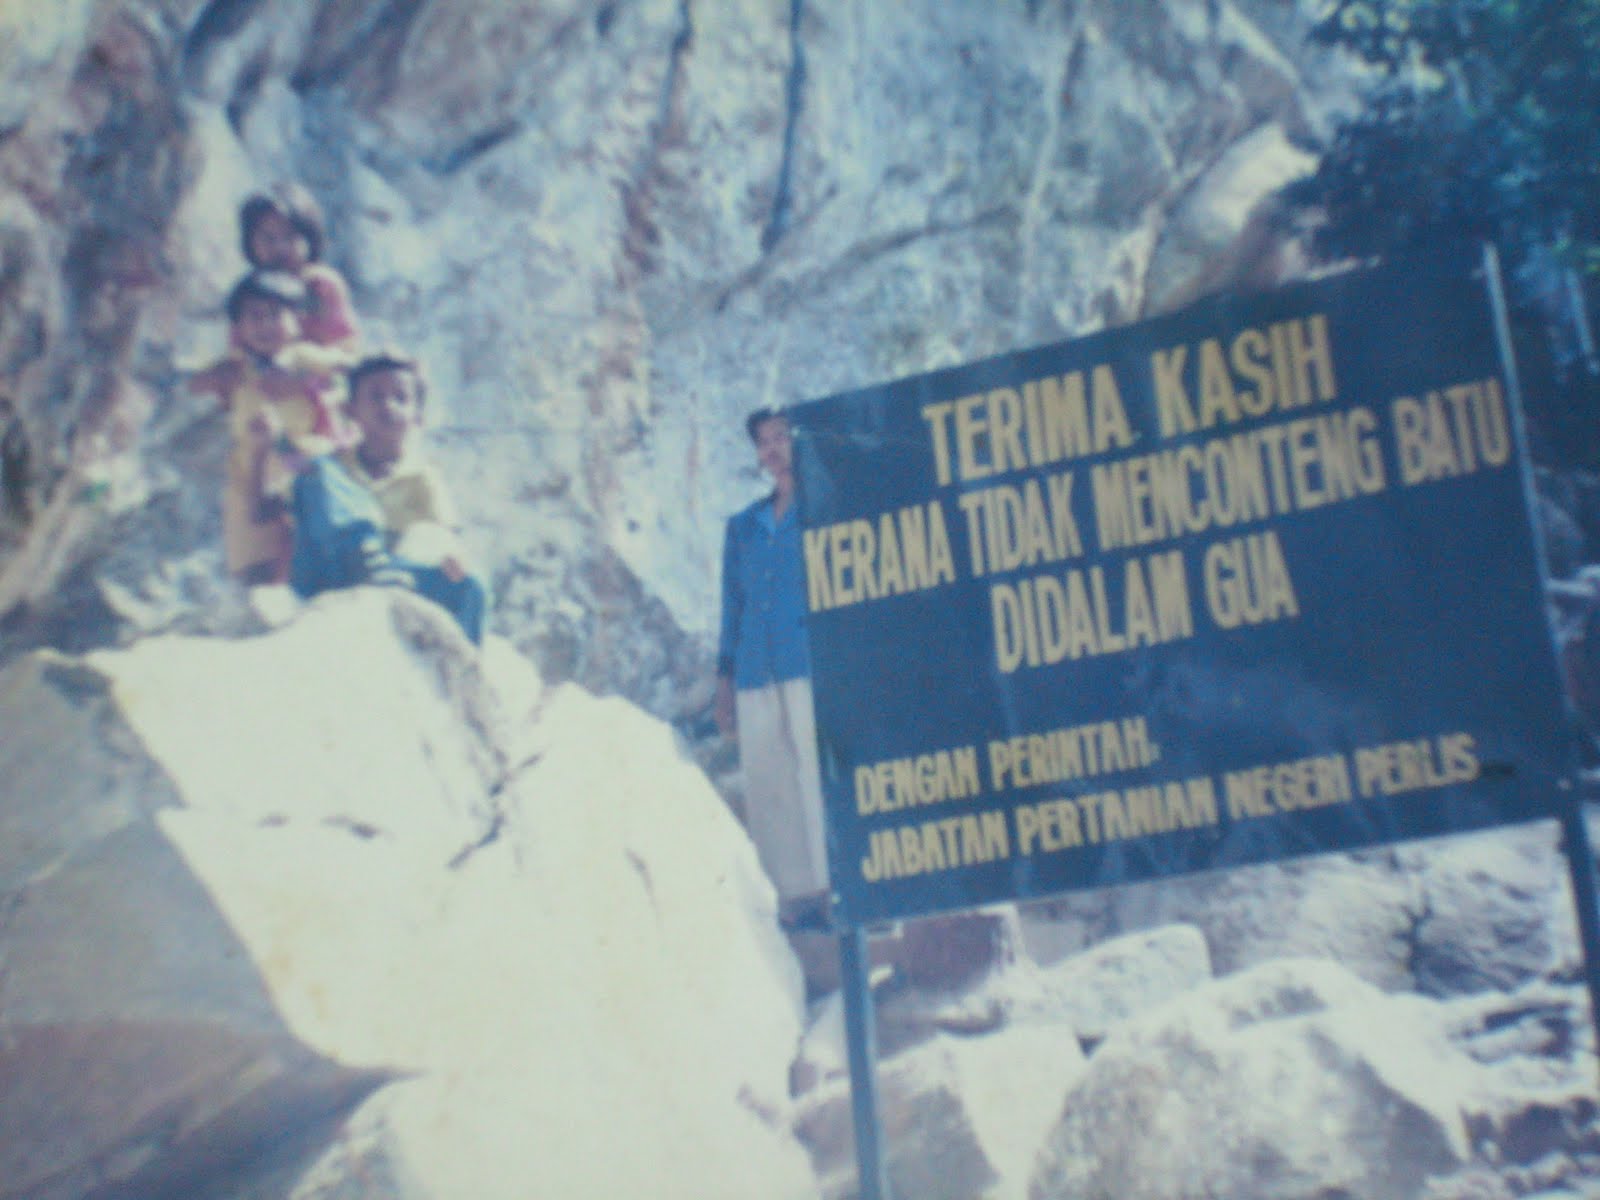 TERIMA KASIH
KERANA TIDAK MENCONTENG BATU
DIDALAM GUA
DENGAN PERINTAH.
JABATAN PERTANIAN NEGERI PERLIS